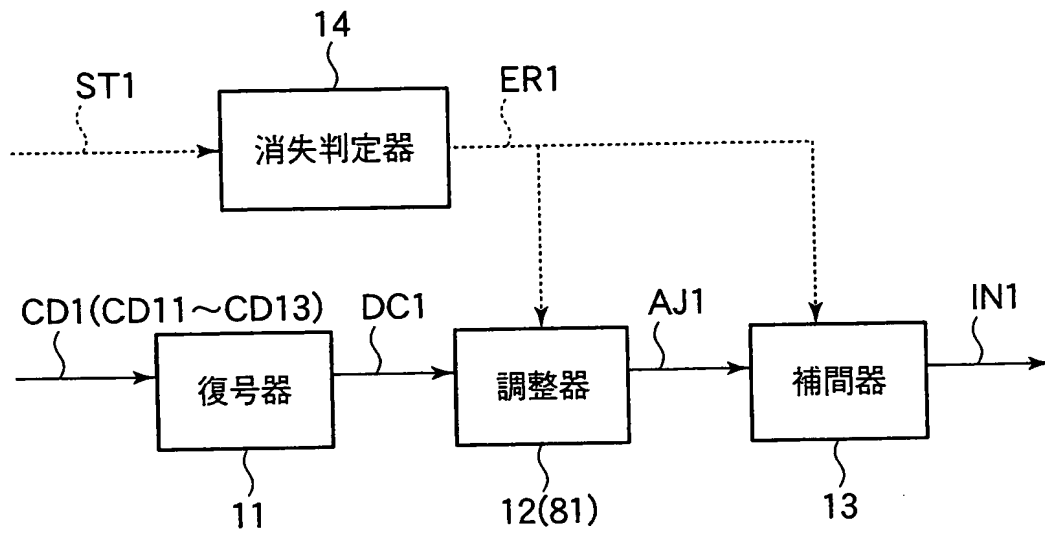 14
ST1
ER1
消失判定器
CD1(CD11～CD13)
DC1
AJ1
IN1
復号器
調整器
補間器
11
12(81)
13